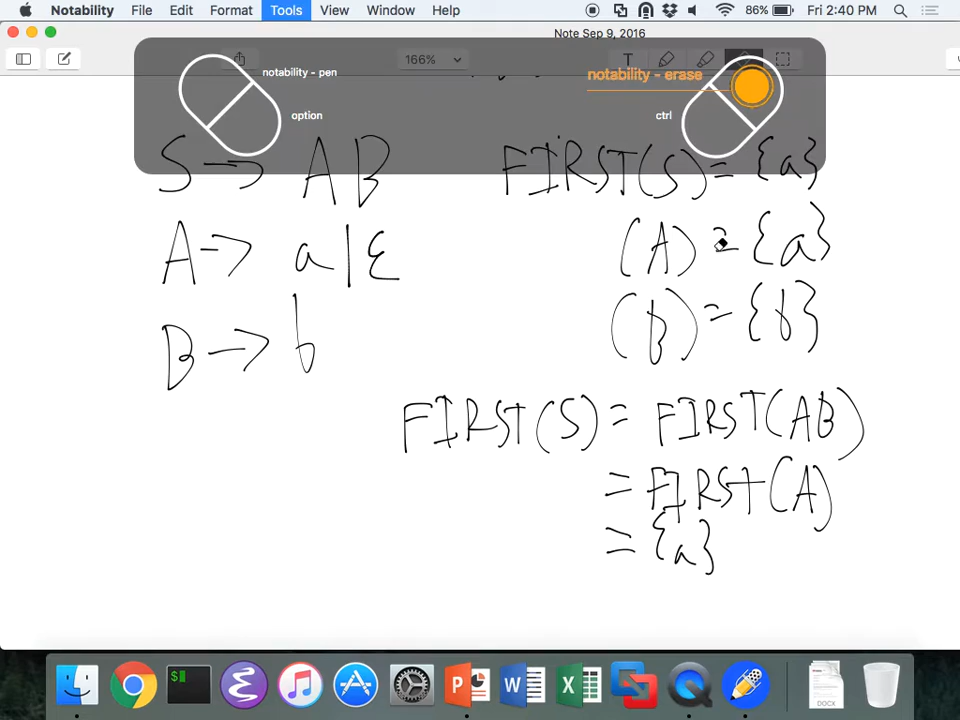 Notability File Edit Format Tools View Window Help 86% Fri 2:40 PM
Note Sep 9, 2016
166%
T
notability - pen
option
notability - erase
ctrl
S → AB
A → a | ε
B → b
FIRST(S) = {a}
(A) = {a}
(B) = {b}
FIRST(S) = FIRST(AB)
= FIRST(A)
= {a}
$
P W X
DOCX